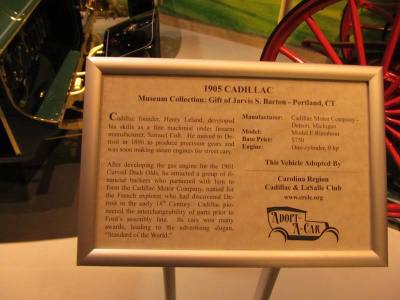 1905 CADILLAC
Museum Collection: Gift of Jarvis S. Barton - Portland, CT
Cadillac founder, Henry Leland, developed
his skills as a fine machinist under firearm
manufacturer, Samuel Colt. He moved to De-
troit in 1890 to produce precision gears and
was soon making steam engines for street cars.
After developing the gas engine for the 1901
Curved Dash Olds, he attracted a group of fi-
nancial backers who partnered with him to
form the Cadillac Motor Company, named for
the French explorer who had discovered De-
troit in the early 18th Century. Cadillac pio-
neered the interchangeability of parts prior to
Ford's assembly line. Its cars won many
awards, leading to the advertising slogan,
"Standard of the World."
Manufacturer: Cadillac Motor Company-
Detroit, Michigan
Model: Model E Runabout
Base Price: $750
Engine: One-cylinder, 9 hp
This Vehicle Adopted By
Carolina Region
Cadillac & LaSalle Club
www.crclc.org
ADOPT-
A-CAR